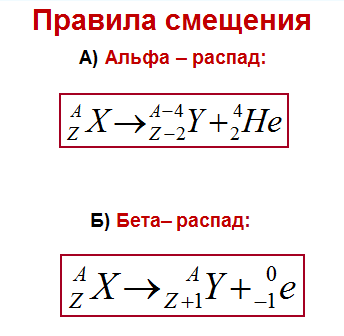 Правила смещения
А) Альфа – распад:
$^{A}_{Z}X \rightarrow ^{A-4}_{Z-2}Y + ^{4}_{2}He$
Б) Бета– распад:
$^{A}_{Z}X \rightarrow ^{A}_{Z+1}Y + ^{0}_{-1}e$